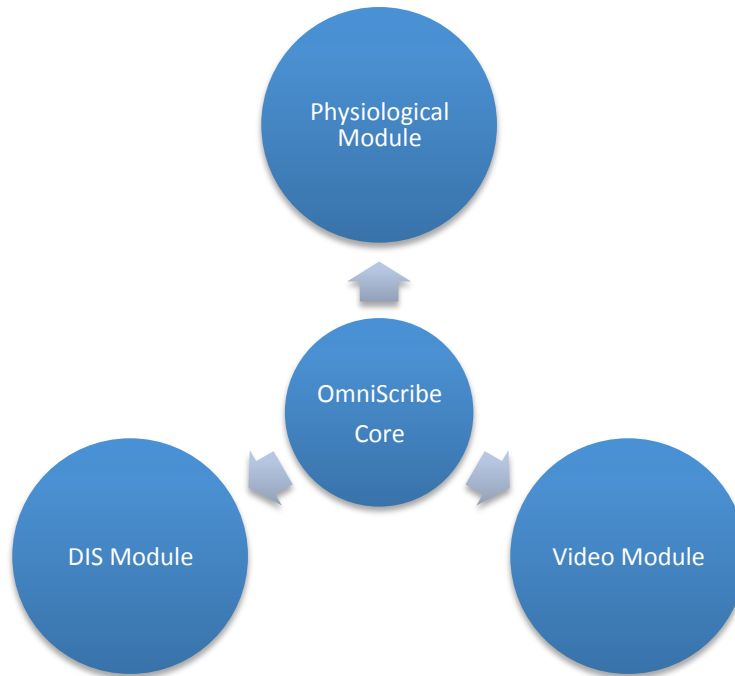 Physiological
Module
OmniScribe
Core
DIS Module
Video Module